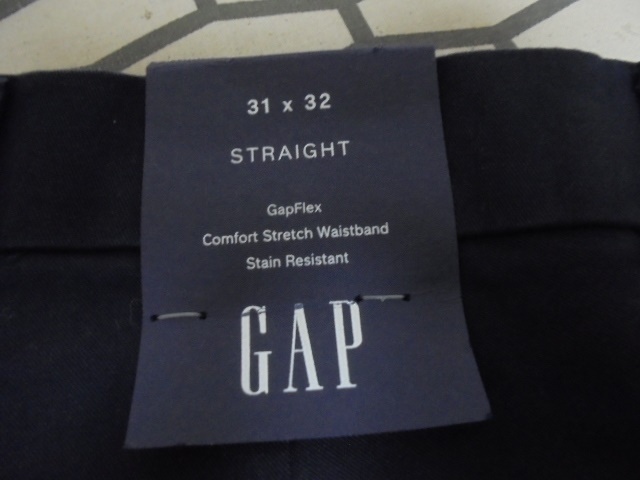 31 x 32
STRAIGHT
GapFlex
Comfort Stretch Waistband
Stain Resistant
GAP